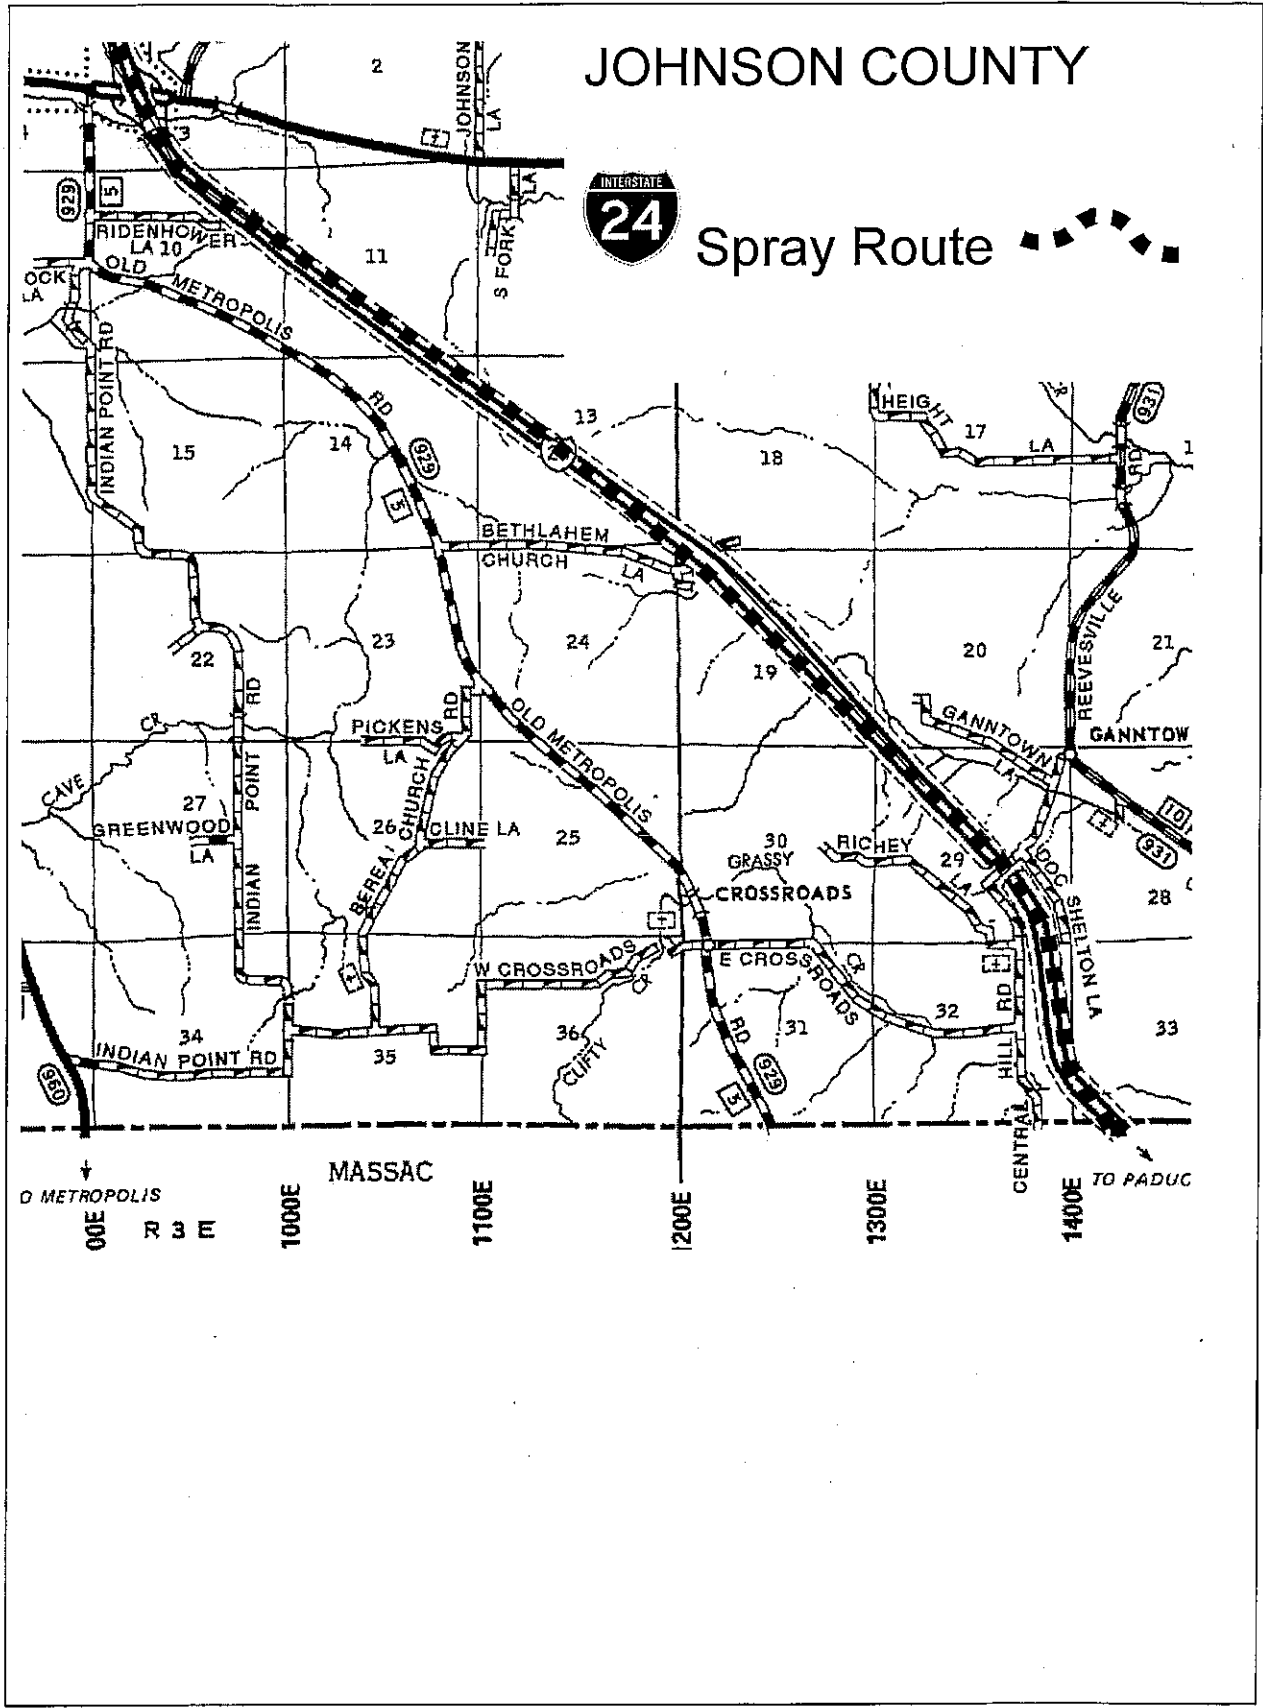 JOHNSON COUNTY
INTERSTATE
24
Spray Route
2
JOHNSON
LA
3
929
5
RIDENHOWER
LA 10
11
LA
S FORK
OCK
LA
OLD
METROPOLIS
RD
INDIAN POINT RD
13
HEIGHT
17
LA
931
RD
15
14
929
18
5
BETHLAHEM
CHURCH
LA
22
23
24
19
20
21
REEVESVILLE
RD
PICKENS
LA
RD
OLD METROPOLIS
GANNTOWN
LA
GANNTOW
CR
CAVE
27
POINT
26
CHURCH
CLINE LA
25
30
GRASSY
RICHEY
LA
29
DOC
10
931
GREENWOOD
LA
INDIAN
BEREA
CROSSROADS
28
SHELTON LA
W CROSSROADS
CR
E CROSSROADS
CR
RD
34
INDIAN POINT RD
35
36
CLIFTY
31
32
33
RD
929
5
HILL
CENTRAL
960
MASSAC
O METROPOLIS
TO PADUC
00E
R 3 E
1000E
1100E
1200E
1300E
1400E